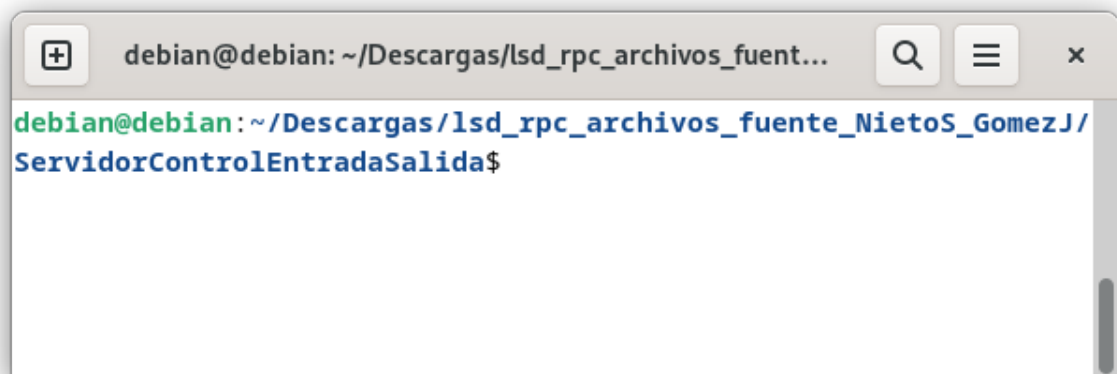 debian@debian: ~/Descargas/lsd_rpc_archivos_fuent...
debian@debian:~/Descargas/lsd_rpc_archivos_fuente_NietoS_GomezJ/
ServidorControlEntradaSalida$